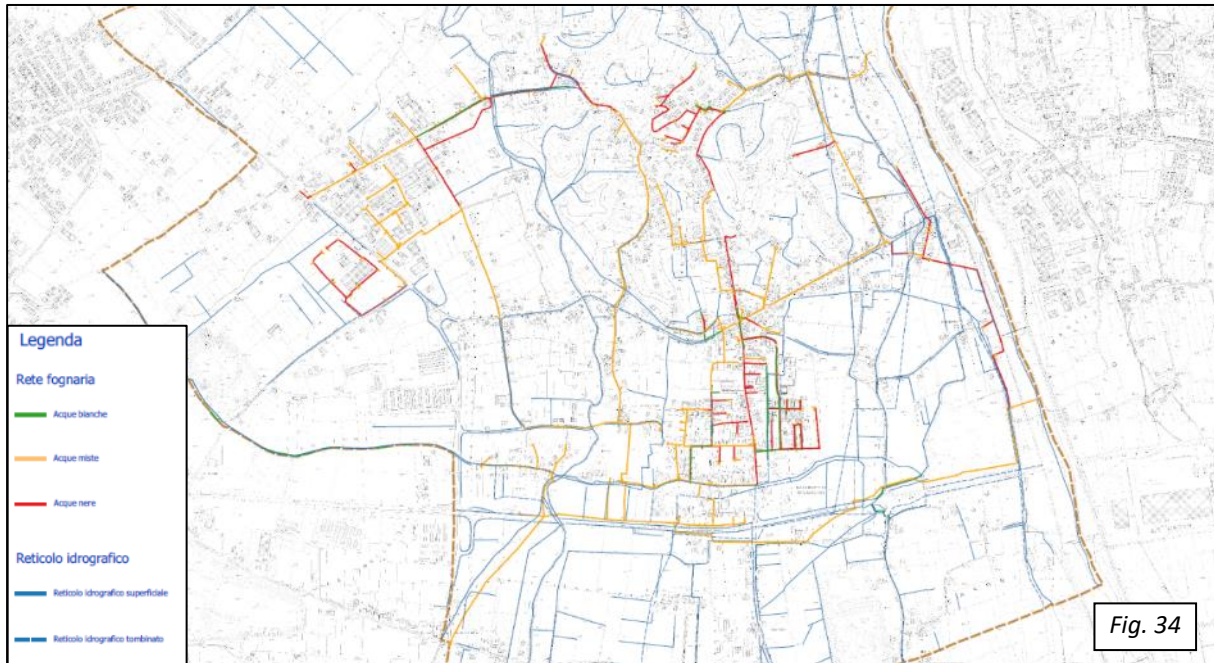 Legenda
Rete fognaria
Acque bianche
Acque miste
Acque nere
Reticolo idrografico
Reticolo idrografico superficiale
Reticolo idrografico tombinato
Fig. 34